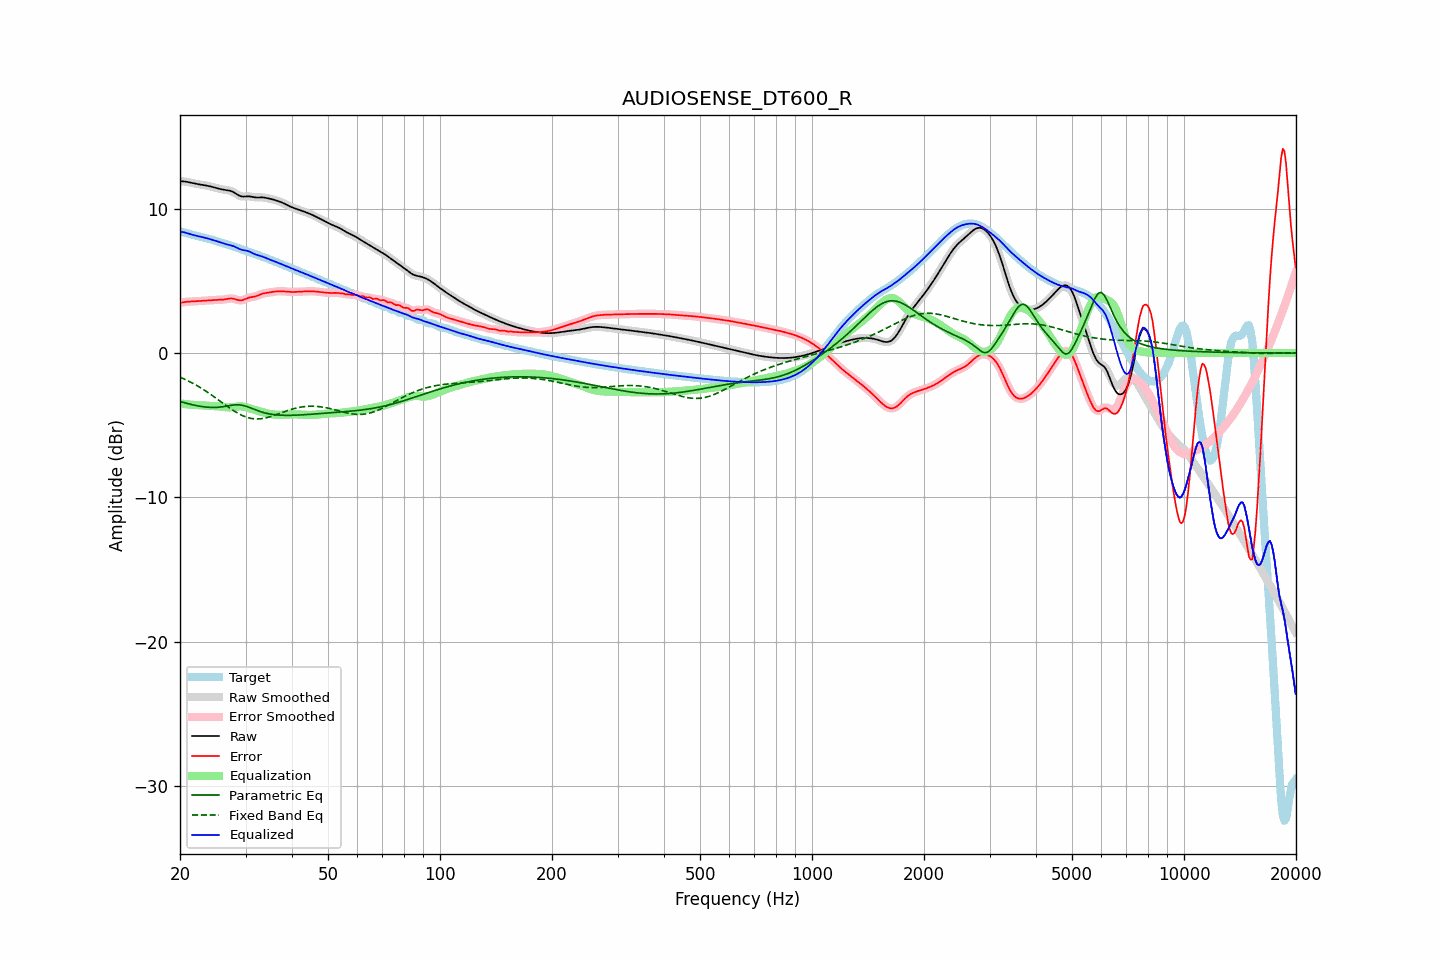 AUDIOSENSE_DT600_R
Amplitude (dBr)
10
0
−10
−20
−30
Target
Raw Smoothed
Error Smoothed
Raw
Error
Equalization
Parametric Eq
Fixed Band Eq
Equalized
20 50 100 200 500 1000 2000 5000 10000 20000
Frequency (Hz)